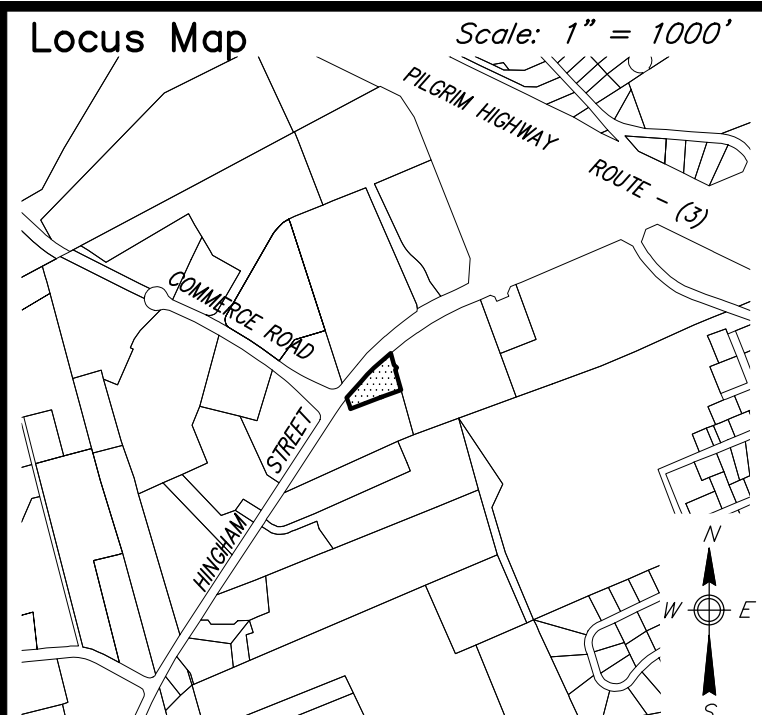 Locus Map
Scale: 1" = 1000'
PILGRIM HIGHWAY
ROUTE - (3)
COMMERCE ROAD
HINGHAM STREET
N
W E
S